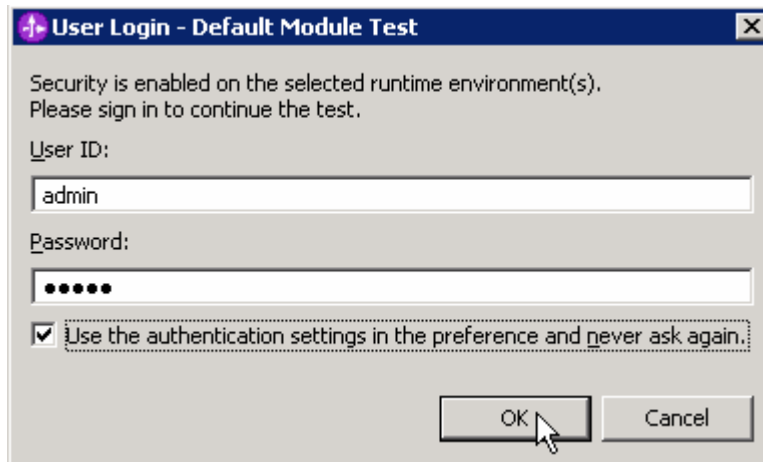 User Login - Default Module Test
Security is enabled on the selected runtime environment(s).
Please sign in to continue the test.
User ID:
admin
Password:
●●●●●
Use the authentication settings in the preference and never ask again.
OK
Cancel